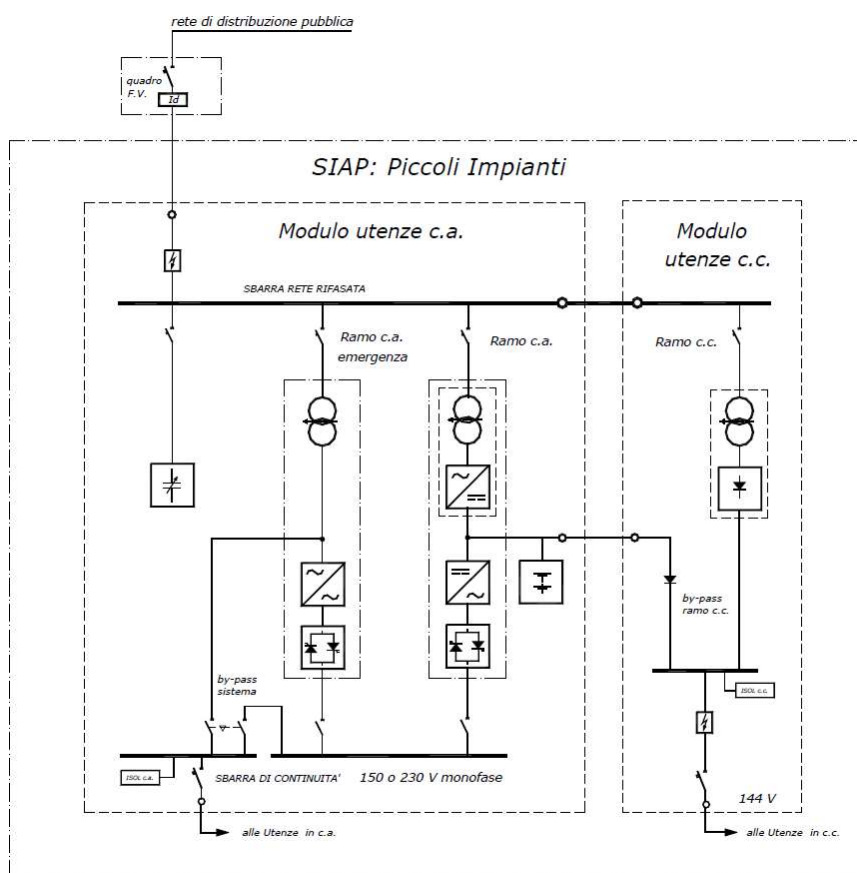 rete di distribuzione pubblica
quadro
F.V.
Id
SIAP: Piccoli Impianti
Modulo utenze c.a.
Modulo
utenze c.c.
SBARRA RETE RIFASATA
Ramo c.a.
emergenza
Ramo c.a.
Ramo c.c.
by-pass
ramo c.c.
by-pass
sistema
ISOL c.c.
ISOL c.a.
SBARRA DI CONTINUITA' 150 o 230 V monofase
144 V
alle Utenze in c.a.
alle Utenze in c.c.